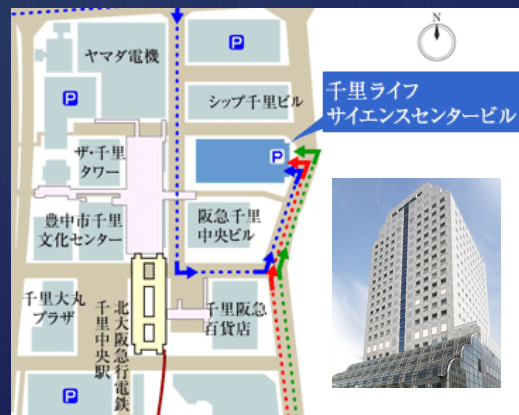 N
P
ヤマダ電機
P
シップ千里ビル
千里ライフ
サイエンスセンタービル
P
ザ・千里
タワー
豊中市千里
文化センター
阪急千里
中央ビル
千里大丸
プラザ
北大阪急行電鉄
千里中央駅
千里阪急
百貨店
P